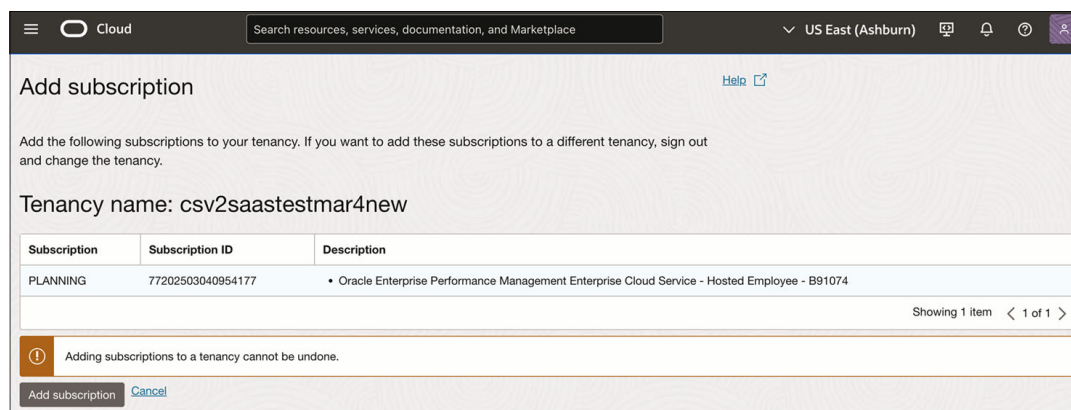 Cloud
Search resources, services, documentation, and Marketplace
US East (Ashburn)
Add subscription
Help
Add the following subscriptions to your tenancy. If you want to add these subscriptions to a different tenancy, sign out
and change the tenancy.
Tenancy name: csv2saastestmar4new
Subscription Subscription ID Description
PLANNING 77202503040954177 • Oracle Enterprise Performance Management Enterprise Cloud Service - Hosted Employee - B91074
Showing 1 item < 1 of 1 >
Adding subscriptions to a tenancy cannot be undone.
Add subscription Cancel